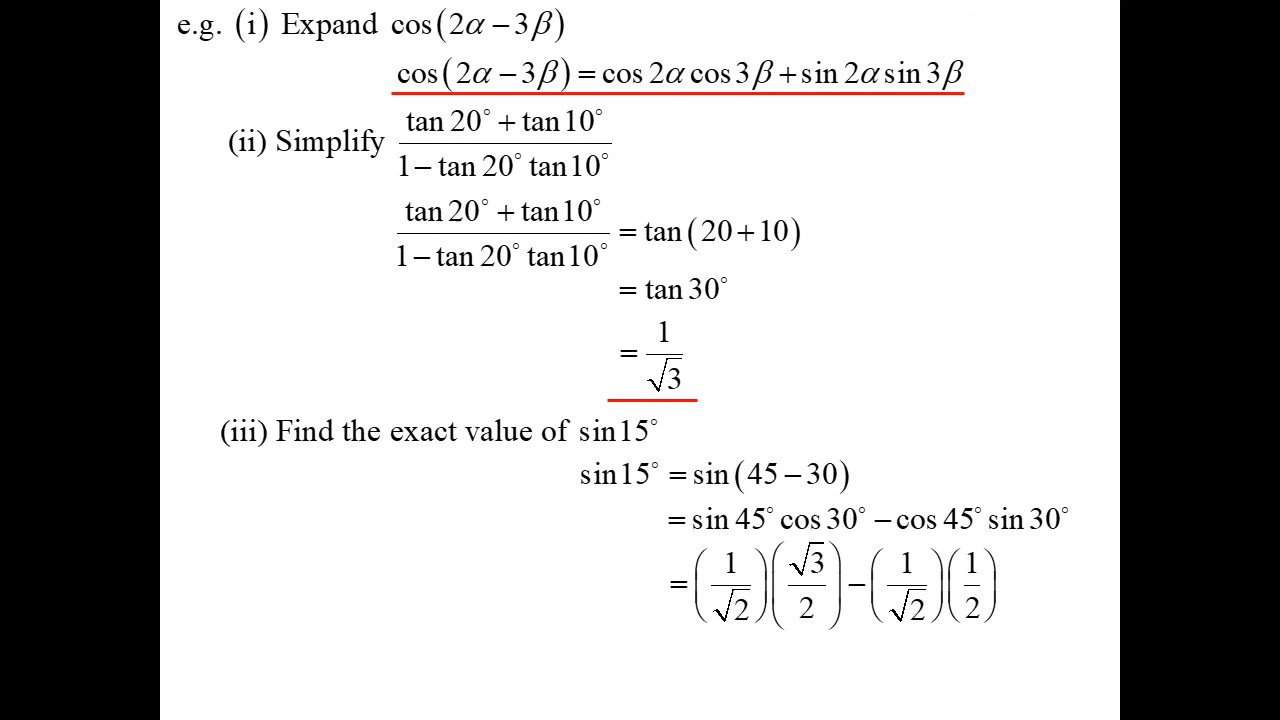 e.g. (i) Expand cos(2α − 3β)
cos(2α − 3β) = cos 2α cos 3β + sin 2α sin 3β
(ii) Simplify (tan 20° + tan 10°)/(1 − tan 20° tan 10°)
(tan 20° + tan 10°)/(1 − tan 20° tan 10°) = tan(20 + 10)
= tan 30°
= 1/√3
(iii) Find the exact value of sin 15°
sin 15° = sin(45 − 30)
= sin 45° cos 30° − cos 45° sin 30°
= (1/√2)(√3/2) − (1/√2)(1/2)